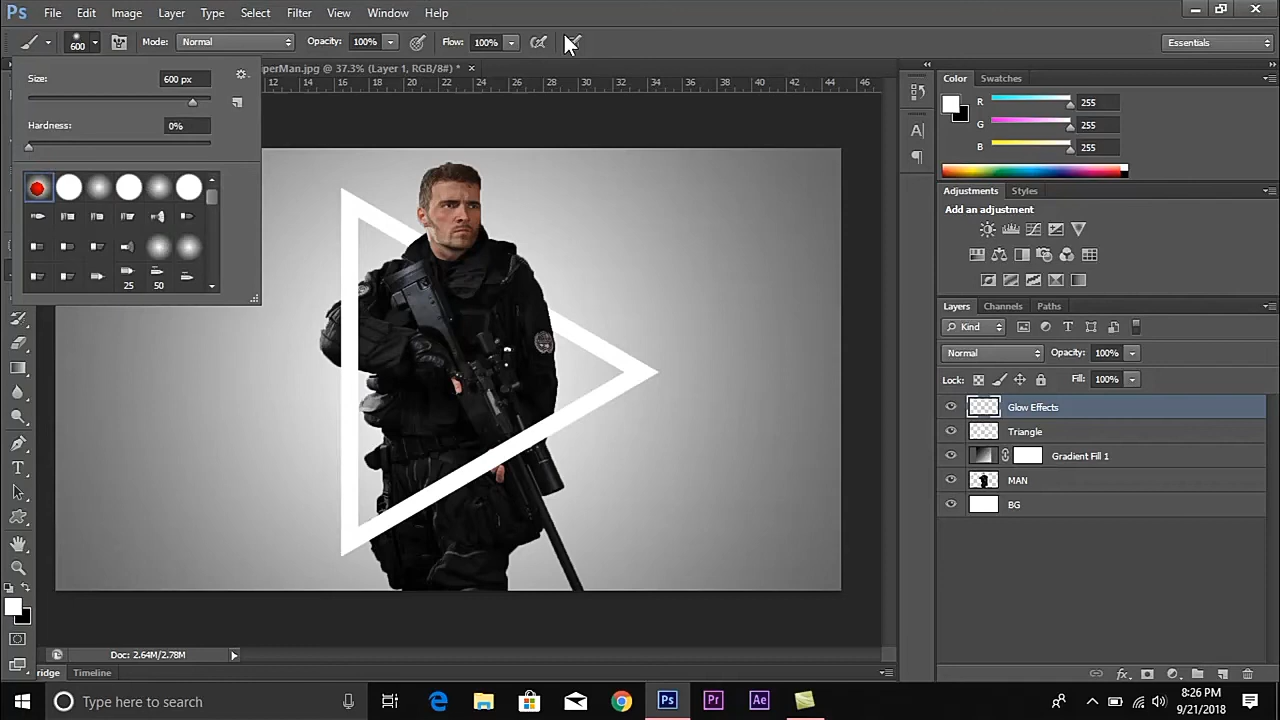 Ps File Edit Image Layer Type Select Filter View Window Help
600 Mode: Normal Opacity: 100% Flow: 100% Essentials
Size: 600 px
Hardness: 0%
25 50
perMan.jpg @ 37.3% (Layer 1, RGB/8#) * ×
12 14 16 18 20 22 24 26 28 30 32 34 36 38 40 42 44 46
Color Swatches
R 255
G 255
B 255
Adjustments Styles
Add an adjustment
Layers Channels Paths
Kind
Normal Opacity: 100%
Lock: Fill: 100%
Glow Effects
Triangle
Gradient Fill 1
MAN
BG
Doc: 2.64M/2.78M
ridge Timeline
Type here to search
Ps Pr Ae
8:26 PM
9/21/2018